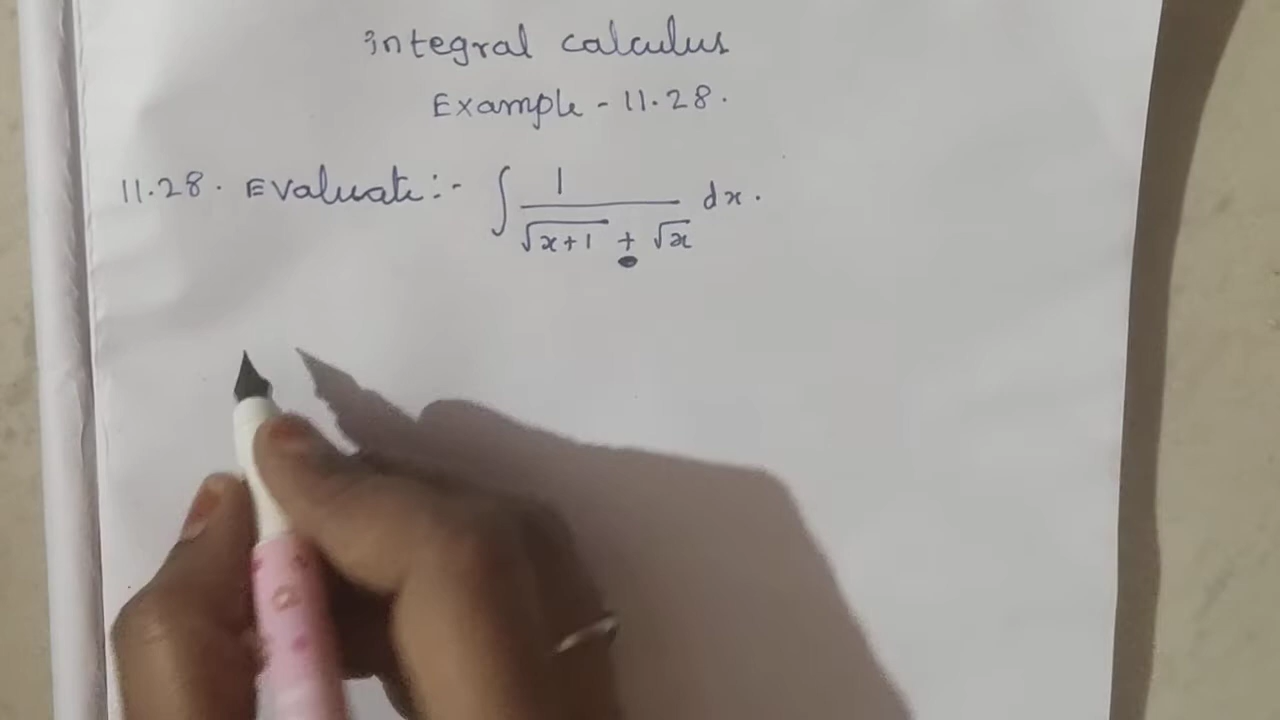 Integral calculus
Example - 11.28.
11.28. Evaluate:- ∫ 1/(√(x+1) + √x) dx.